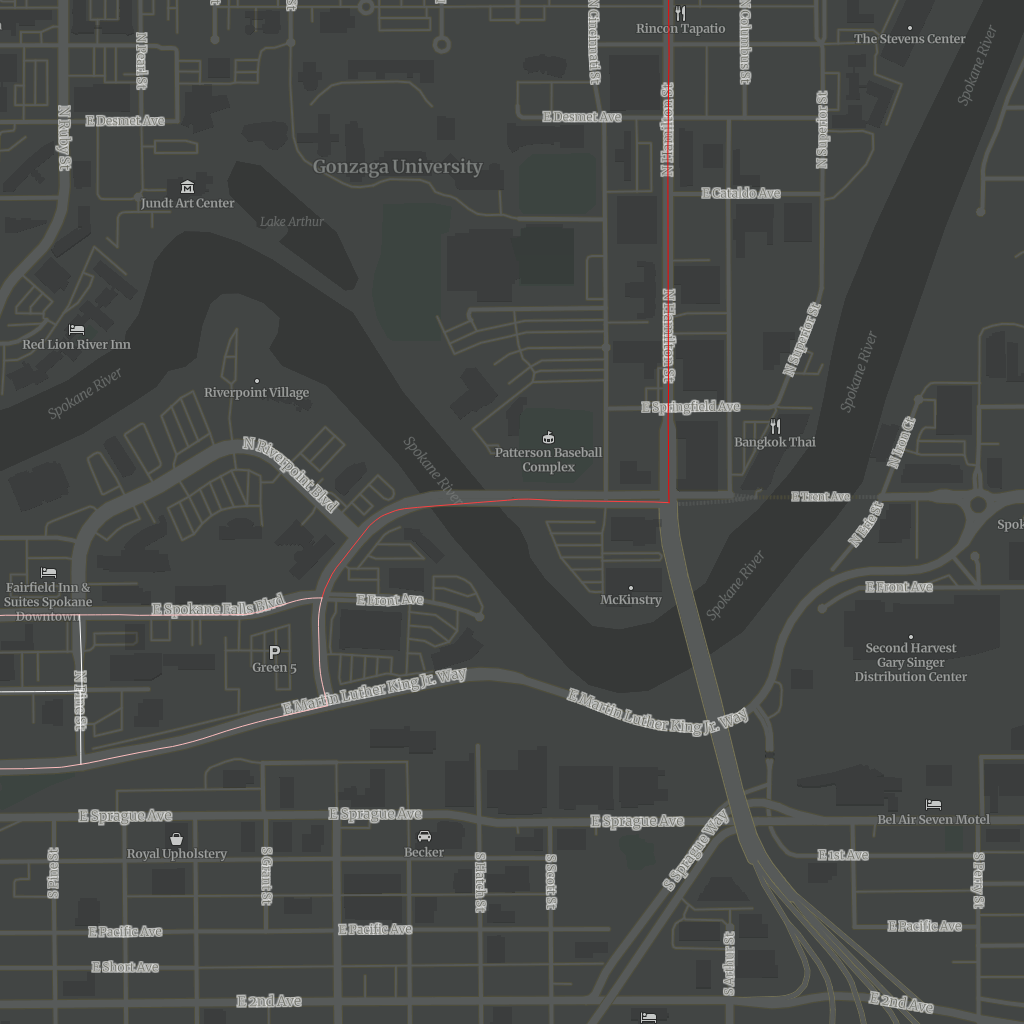 Rincon Tapatio
The Stevens Center
N Pearl St
N Cincinnati St
N Columbus St
Spokane River
N Ruby St
E Desmet Ave
E Desmet Ave
N Superior St
Gonzaga University
Jundt Art Center
E Cataldo Ave
Lake Arthur
Red Lion River Inn
N Hamilton St
N Superior St
Spokane River
Spokane River
Riverpoint Village
E Springfield Ave
N Riverpoint Blvd
Spokane River
Patterson Baseball
Complex
Bangkok Thai
N Iron Ct
E Trent Ave
N Erie St
Spok
Fairfield Inn &
Suites Spokane
Downtown
E Spokane Falls Blvd
E Front Ave
McKinstry
Spokane River
E Front Ave
Green 5
Second Harvest
Gary Singer
Distribution Center
N Pine St
E Martin Luther King Jr. Way
E Martin Luther King Jr. Way
E Sprague Ave
E Sprague Ave
E Sprague Ave
Bel Air Seven Motel
Royal Upholstery
Becker
S Sprague Way
E 1st Ave
S Pine St
S Grant St
S Hatch St
S Scott St
S Perry St
E Pacific Ave
E Pacific Ave
E Pacific Ave
E Short Ave
S Arthur St
E 2nd Ave
E 2nd Ave